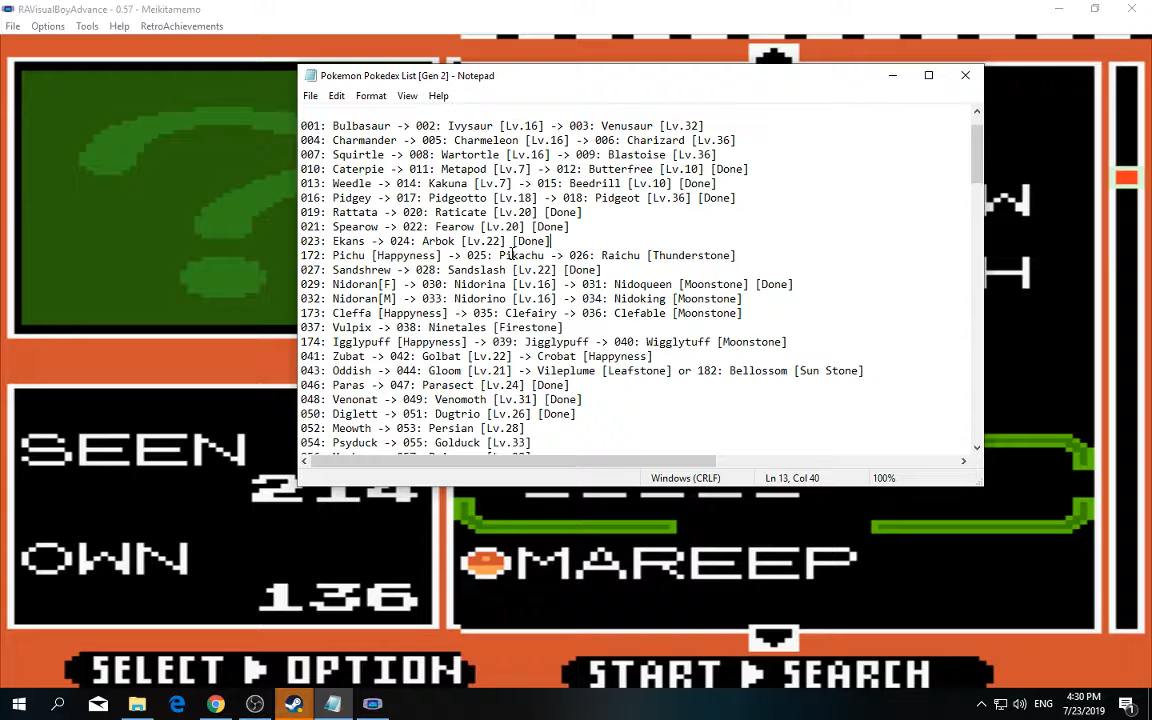 RAVisualBoyAdvance - 0.57 - Meikitamemo
File Options Tools Help RetroAchievements
Pokemon Pokedex List [Gen 2] - Notepad
File Edit Format View Help
001: Bulbasaur -> 002: Ivysaur [Lv.16] -> 003: Venusaur [Lv.32]
004: Charmander -> 005: Charmeleon [Lv.16] -> 006: Charizard [Lv.36]
007: Squirtle -> 008: Wartortle [Lv.16] -> 009: Blastoise [Lv.36]
010: Caterpie -> 011: Metapod [Lv.7] -> 012: Butterfree [Lv.10] [Done]
013: Weedle -> 014: Kakuna [Lv.7] -> 015: Beedrill [Lv.10] [Done]
016: Pidgey -> 017: Pidgeotto [Lv.18] -> 018: Pidgeot [Lv.36] [Done]
019: Rattata -> 020: Raticate [Lv.20] [Done]
021: Spearow -> 022: Fearow [Lv.20] [Done]
023: Ekans -> 024: Arbok [Lv.22] [Done]
172: Pichu [Happyness] -> 025: Pikachu -> 026: Raichu [Thunderstone]
027: Sandshrew -> 028: Sandslash [Lv.22] [Done]
029: Nidoran[F] -> 030: Nidorina [Lv.16] -> 031: Nidoqueen [Moonstone] [Done]
032: Nidoran[M] -> 033: Nidorino [Lv.16] -> 034: Nidoking [Moonstone]
173: Cleffa [Happyness] -> 035: Clefairy -> 036: Clefable [Moonstone]
037: Vulpix -> 038: Ninetales [Firestone]
174: Igglypuff [Happyness] -> 039: Jigglypuff -> 040: Wigglytuff [Moonstone]
041: Zubat -> 042: Golbat [Lv.22] -> Crobat [Happyness]
043: Oddish -> 044: Gloom [Lv.21] -> Vileplume [Leafstone] or 182: Bellossom [Sun Stone]
046: Paras -> 047: Parasect [Lv.24] [Done]
048: Venonat -> 049: Venomoth [Lv.31] [Done]
050: Diglett -> 051: Dugtrio [Lv.26] [Done]
052: Meowth -> 053: Persian [Lv.28]
054: Psyduck -> 055: Golduck [Lv.33]
Windows (CRLF) Ln 13, Col 40 100%
W
H
SEEN
214
OWN
136
MAREEP
SELECT ▶ OPTION
START ▶ SEARCH
ENG
4:30 PM
7/23/2019
1